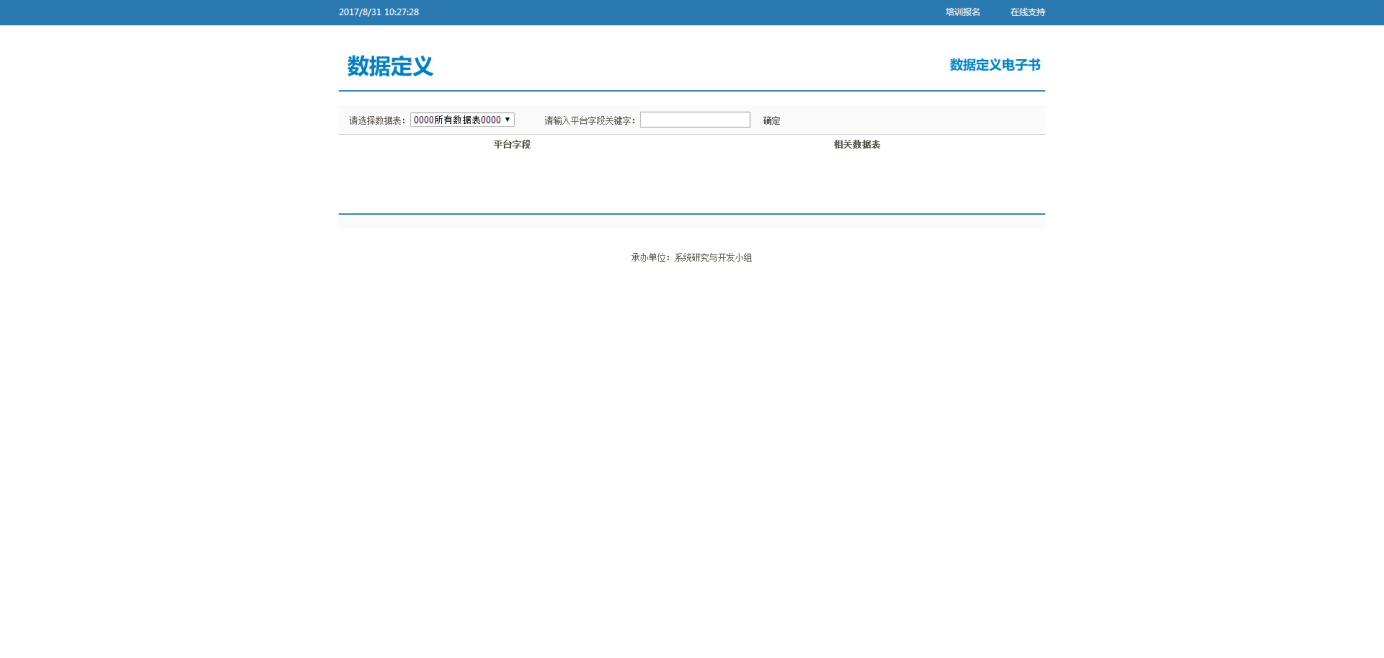 2017/8/31 10:27:28 培训报名 在线支持
数据定义 数据定义电子书
请选择数据表： 0000所有数据表0000 请输入平台字段关键字： 确定
平台字段 相关数据表
承办单位：系统研究与开发小组